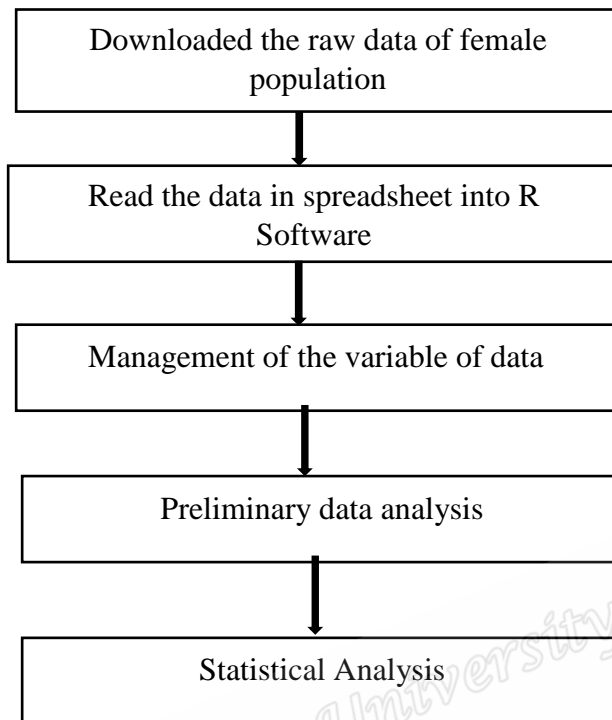 Downloaded the raw data of female
population
Read the data in spreadsheet into R
Software
Management of the variable of data
Preliminary data analysis
Statistical Analysis
University